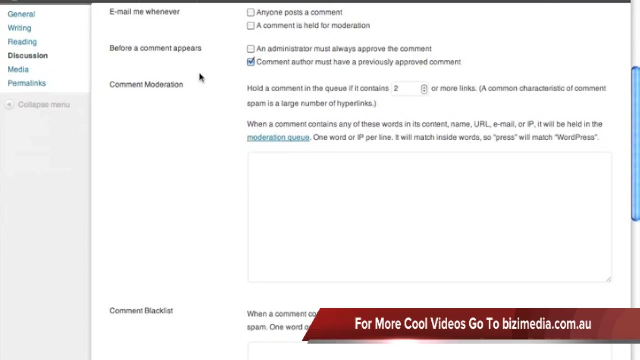 General
Writing
Reading
Discussion
Media
Permalinks
Collapse menu
E-mail me whenever
Anyone posts a comment
A comment is held for moderation
Before a comment appears
An administrator must always approve the comment
Comment author must have a previously approved comment
Comment Moderation
Hold a comment in the queue if it contains 2 or more links. (A common characteristic of comment
spam is a large number of hyperlinks.)
When a comment contains any of these words in its content, name, URL, e-mail, or IP, it will be held in the
moderation queue. One word or IP per line. It will match inside words, so "press" will match "WordPress".
Comment Blacklist
When a comment
spam. One word o
For More Cool Videos Go To bizimedia.com.au